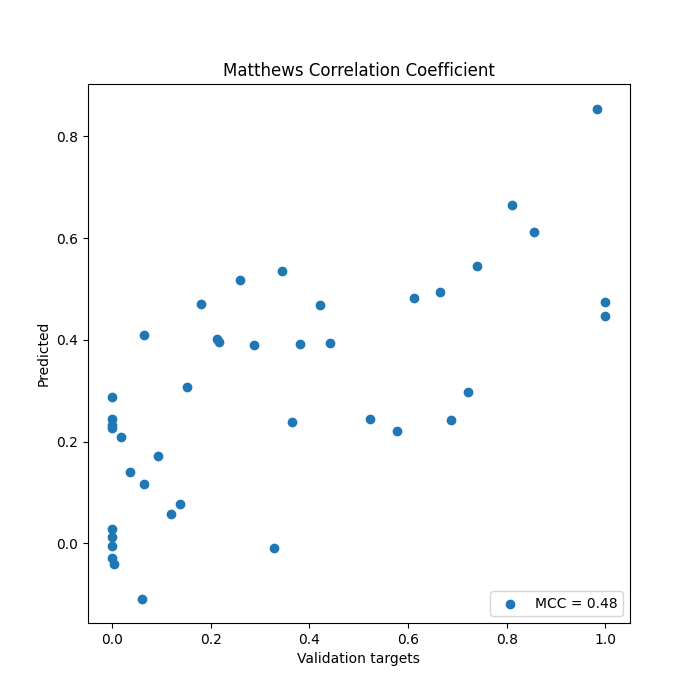 Matthews Correlation Coefficient
Predicted
0.8
0.6
0.4
0.2
0.0
MCC = 0.48
0.0 0.2 0.4 0.6 0.8 1.0
Validation targets